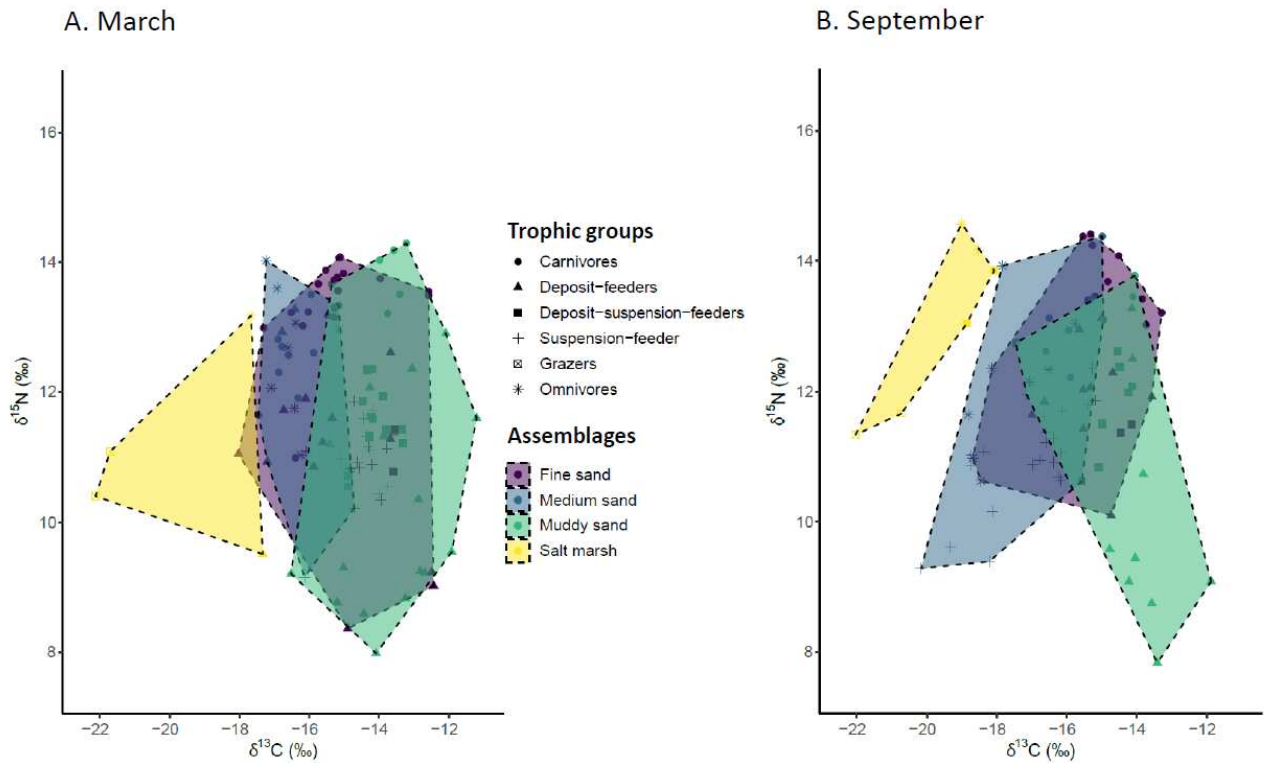 A. March
B. September
16
14
12
10
8
δ15N (‰)
−22
−20
−18
−16
−14
−12
δ13C (‰)
Trophic groups
Carnivores
Deposit−feeders
Deposit−suspension−feeders
Suspension−feeder
Grazers
Omnivores
Assemblages
Fine sand
Medium sand
Muddy sand
Salt marsh
16
14
12
10
8
δ15N (‰)
−22
−20
−18
−16
−14
−12
δ13C (‰)